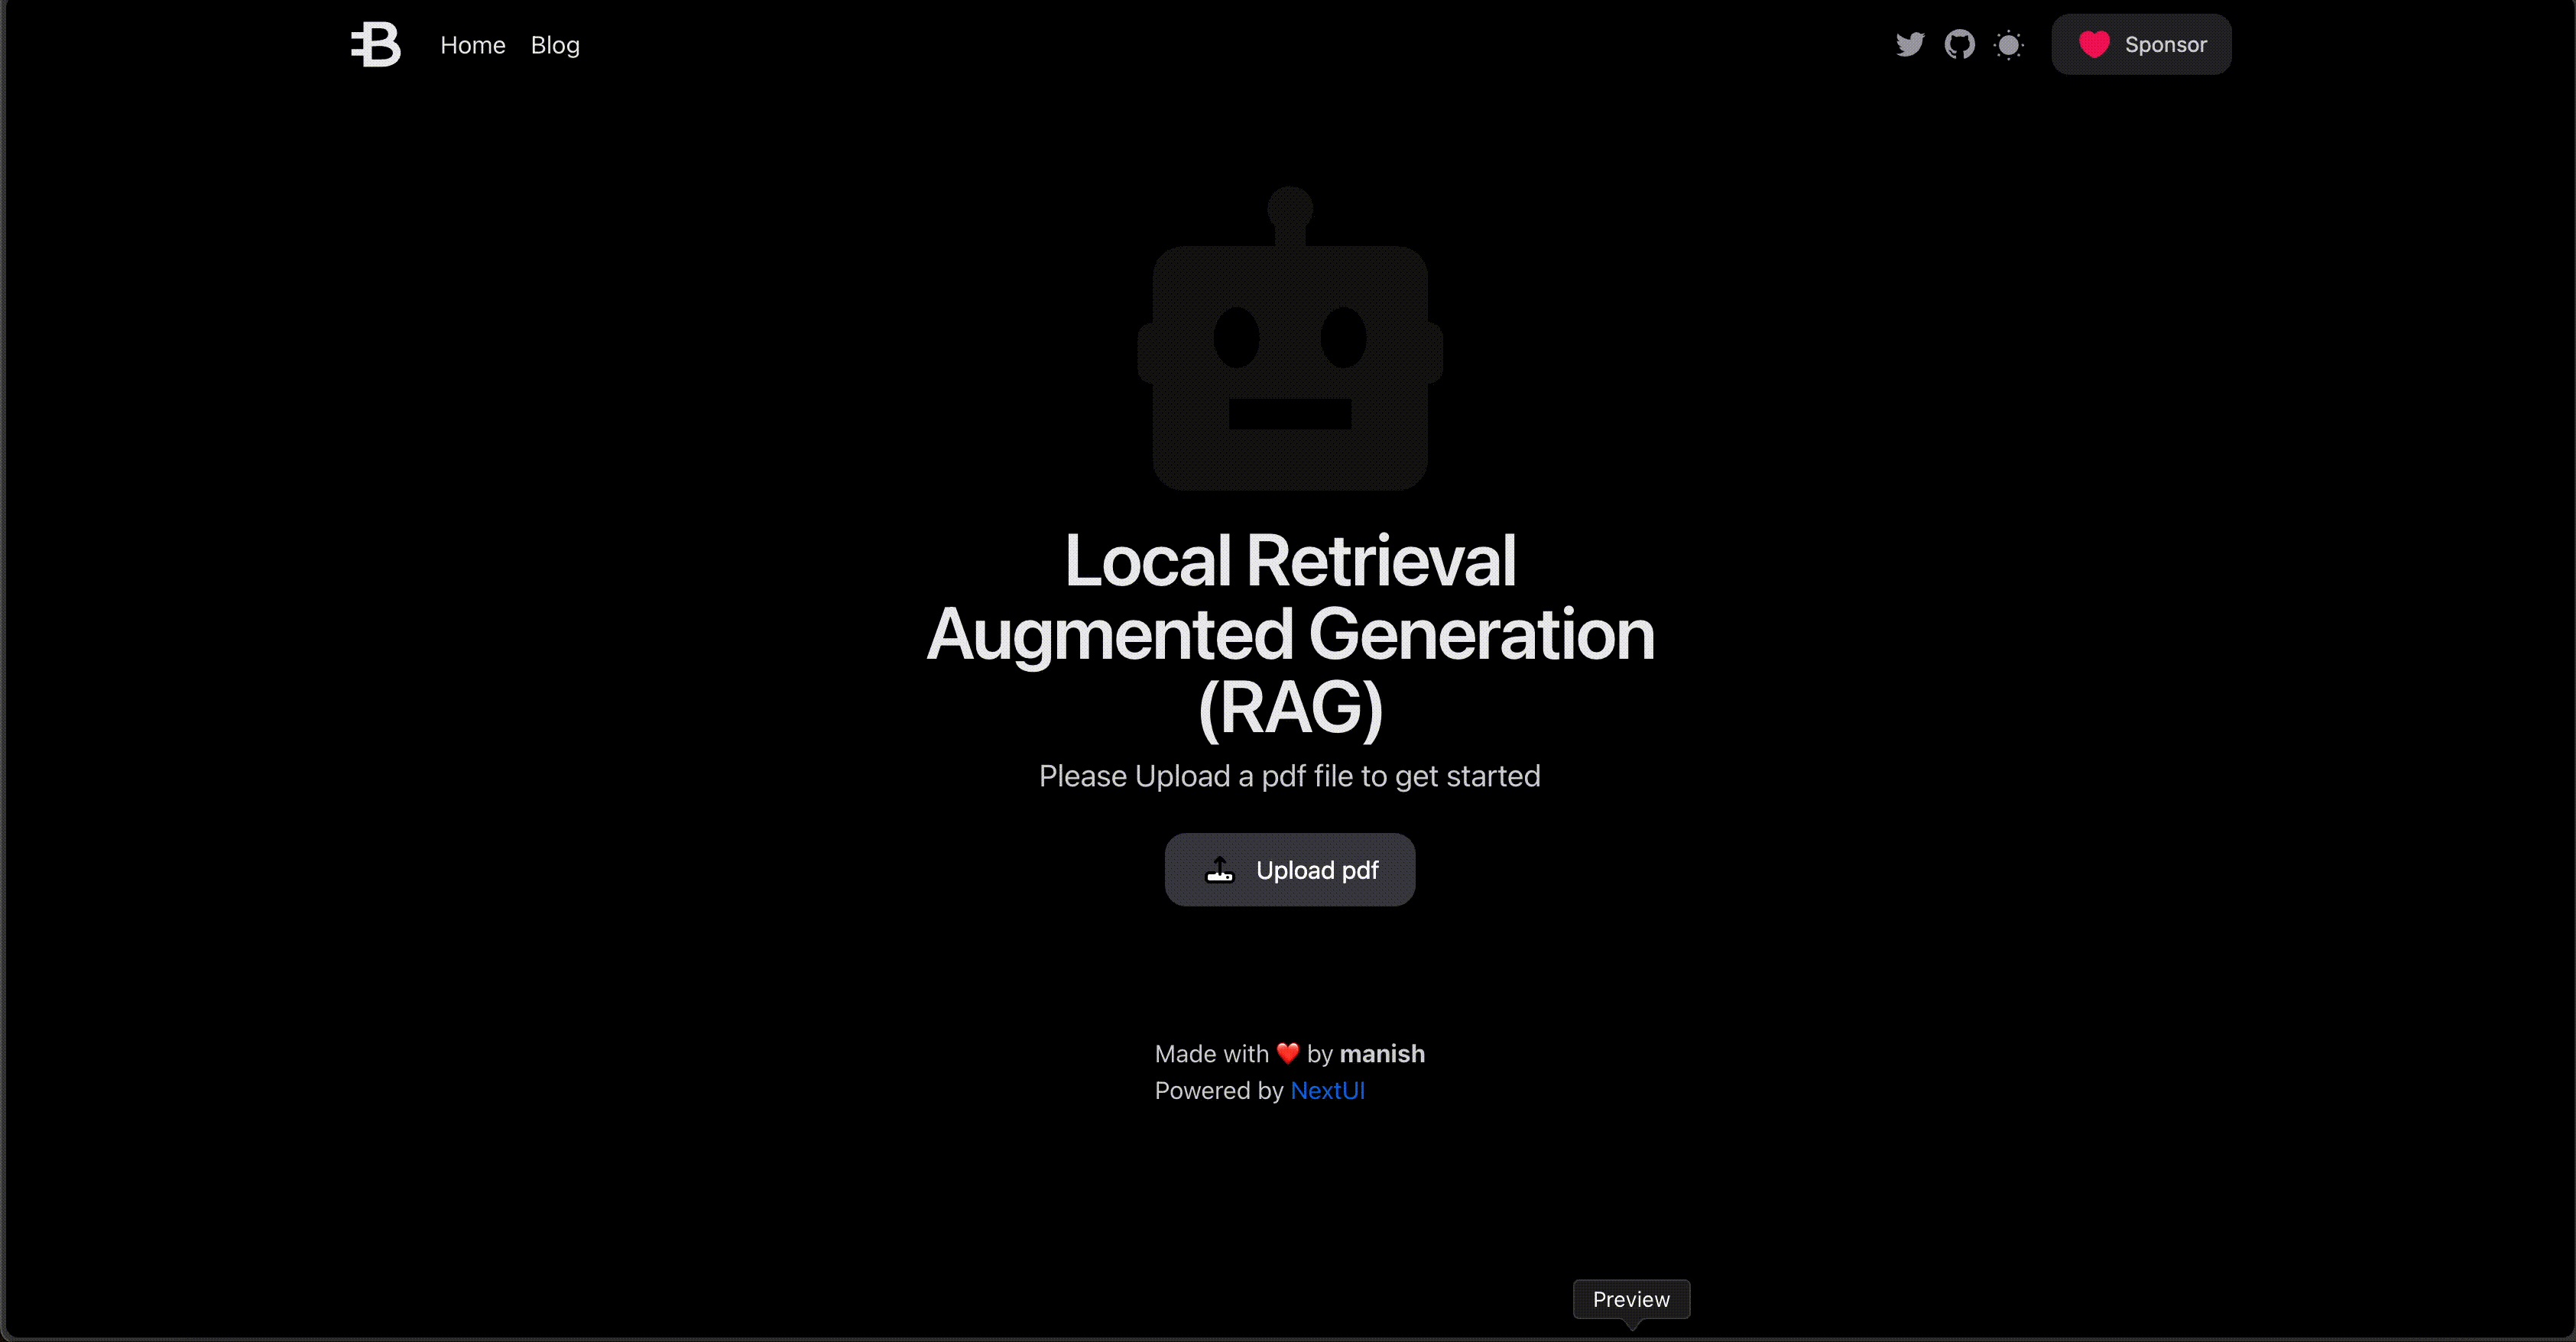 Home Blog Sponsor
Local Retrieval
Augmented Generation
(RAG)
Please Upload a pdf file to get started
Upload pdf
Made with ❤️ by manish
Powered by NextUI
Preview